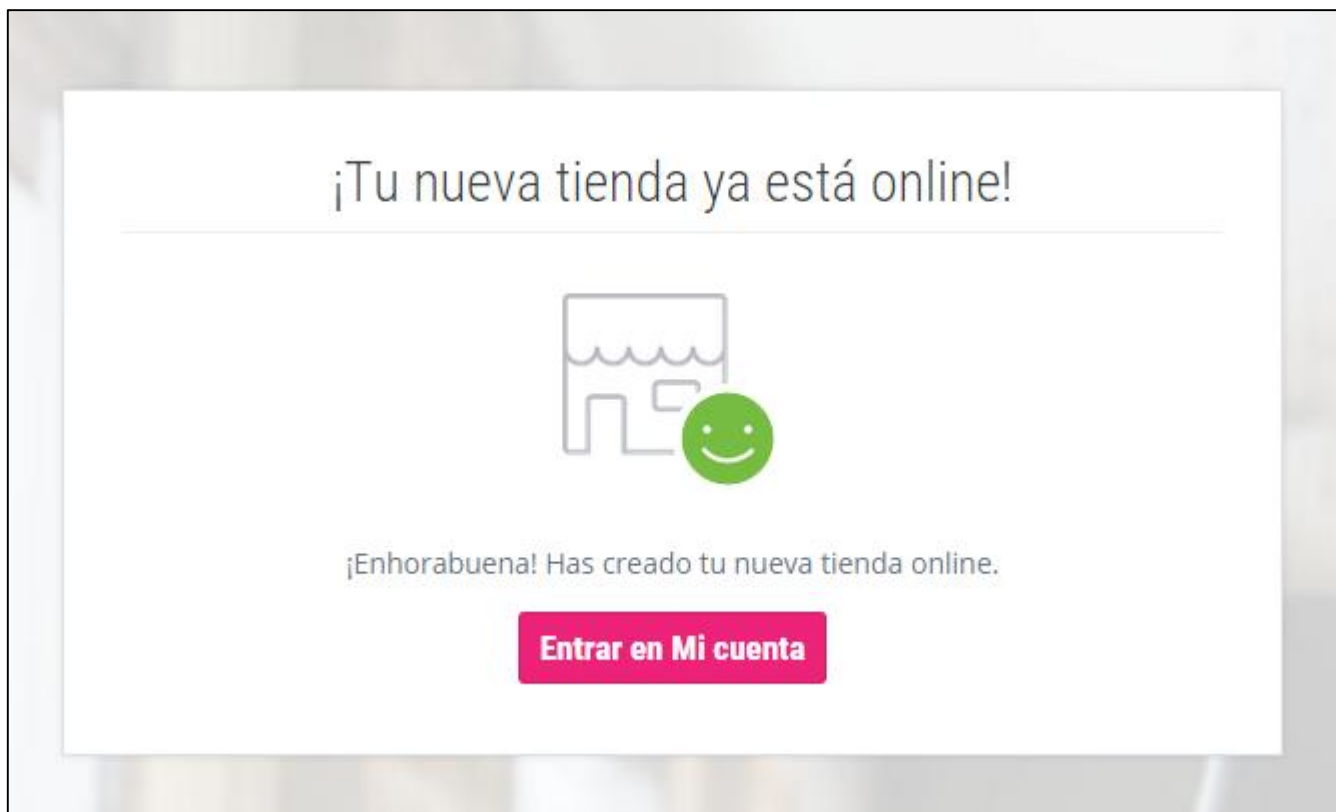 ¡Tu nueva tienda ya está online!
¡Enhorabuena! Has creado tu nueva tienda online.
Entrar en Mi cuenta